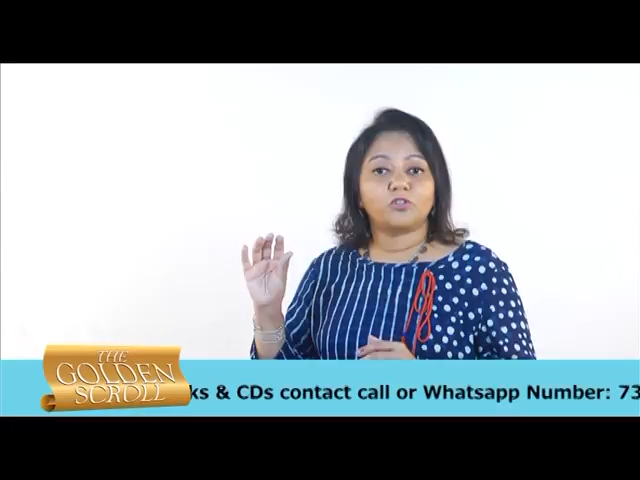 THE
GOLDEN
SCROLL
ks & CDs contact call or Whatsapp Number: 73